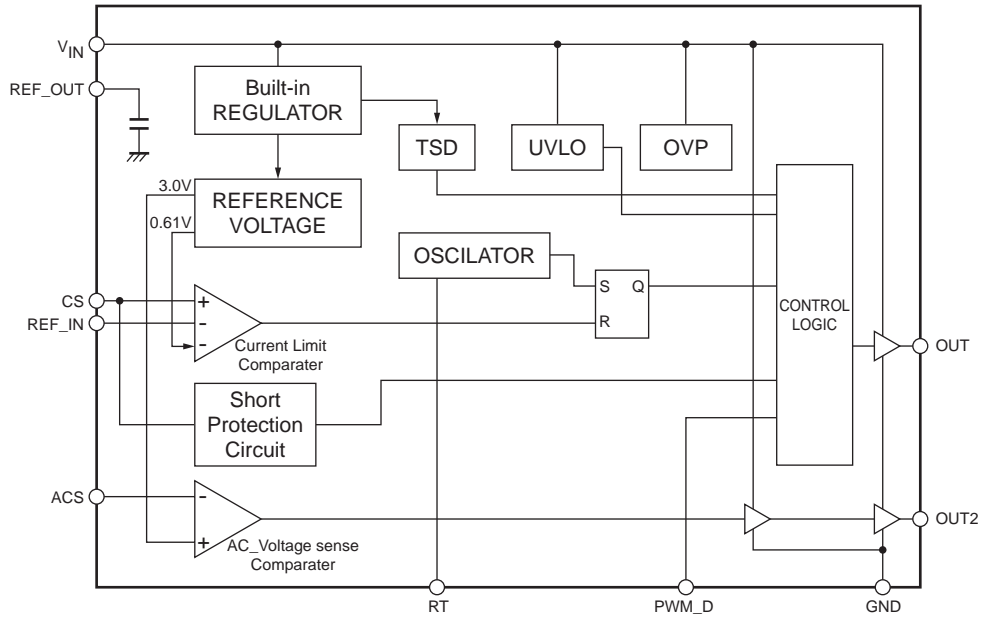 VIN
REF_OUT
Built-in
REGULATOR
TSD
UVLO
OVP
3.0V
0.61V
REFERENCE
VOLTAGE
OSCILATOR
S Q
R
CONTROL
LOGIC
CS
REF_IN
+
-
-
Current Limit
Comparater
OUT
Short
Protection
Circuit
ACS
-
+
AC_Voltage sense
Comparater
OUT2
RT
PWM_D
GND